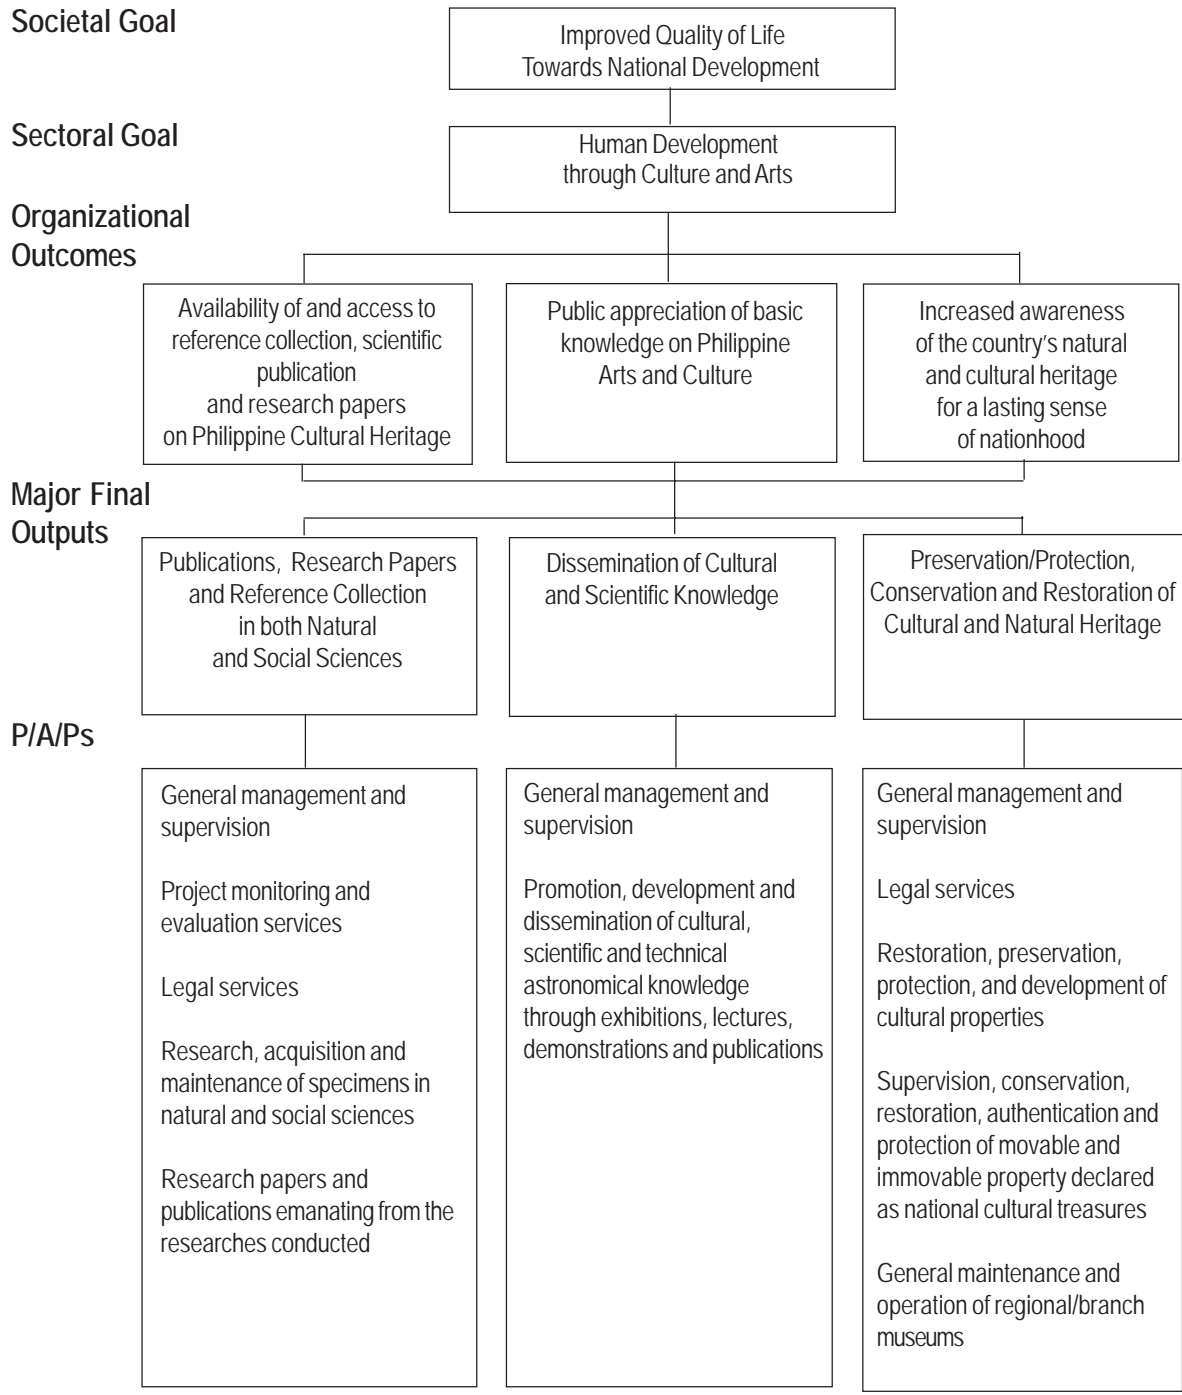 Societal Goal
Improved Quality of Life
Towards National Development
Sectoral Goal
Human Development
through Culture and Arts
Organizational
Outcomes
Availability of and access to
reference collection, scientific
publication
and research papers
on Philippine Cultural Heritage
Public appreciation of basic
knowledge on Philippine
Arts and Culture
Increased awareness
of the country's natural
and cultural heritage
for a lasting sense
of nationhood
Major Final
Outputs
Publications, Research Papers
and Reference Collection
in both Natural
and Social Sciences
Dissemination of Cultural
and Scientific Knowledge
Preservation/Protection,
Conservation and Restoration of
Cultural and Natural Heritage
P/A/Ps
General management and
supervision
Project monitoring and
evaluation services
Legal services
Research, acquisition and
maintenance of specimens in
natural and social sciences
Research papers and
publications emanating from the
researches conducted
General management and
supervision
Promotion, development and
dissemination of cultural,
scientific and technical
astronomical knowledge
through exhibitions, lectures,
demonstrations and publications
General management and
supervision
Legal services
Restoration, preservation,
protection, and development of
cultural properties
Supervision, conservation,
restoration, authentication and
protection of movable and
immovable property declared
as national cultural treasures
General maintenance and
operation of regional/branch
museums